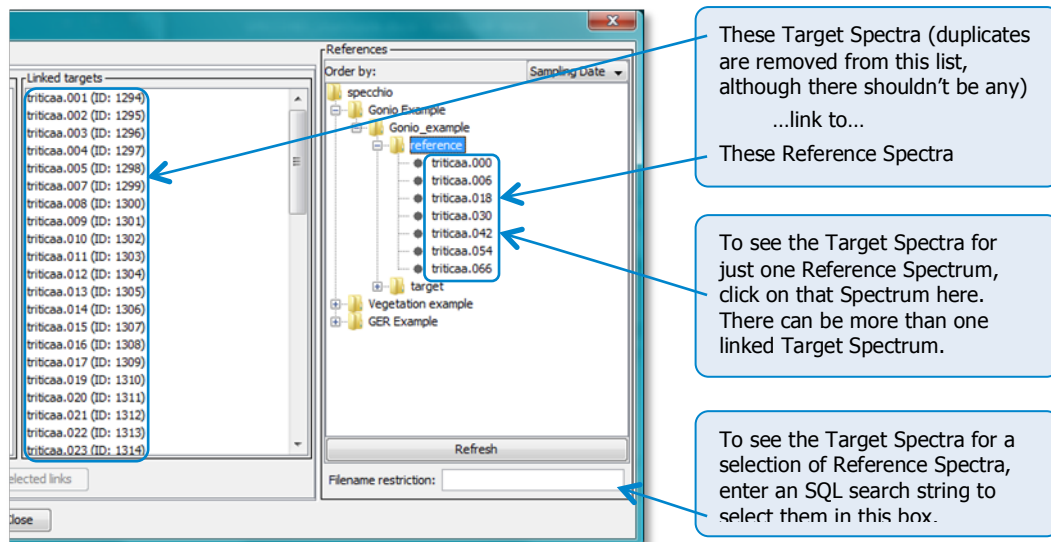 Linked targets
triticaa.001 (ID: 1294)
triticaa.002 (ID: 1295)
triticaa.003 (ID: 1296)
triticaa.004 (ID: 1297)
triticaa.005 (ID: 1298)
triticaa.007 (ID: 1299)
triticaa.008 (ID: 1300)
triticaa.009 (ID: 1301)
triticaa.010 (ID: 1302)
triticaa.011 (ID: 1303)
triticaa.012 (ID: 1304)
triticaa.013 (ID: 1305)
triticaa.014 (ID: 1306)
triticaa.015 (ID: 1307)
triticaa.016 (ID: 1308)
triticaa.017 (ID: 1309)
triticaa.019 (ID: 1310)
triticaa.020 (ID: 1311)
triticaa.021 (ID: 1312)
triticaa.022 (ID: 1313)
triticaa.023 (ID: 1314)
elected links
Close
References
Order by: Sampling Date
specchio
Gonio Example
Gonio_example
reference
triticaa.000
triticaa.006
triticaa.018
triticaa.030
triticaa.042
triticaa.054
triticaa.066
target
Vegetation example
GER Example
Refresh
Filename restriction:
These Target Spectra (duplicates
are removed from this list,
although there shouldn't be any)
…link to…
These Reference Spectra
To see the Target Spectra for
just one Reference Spectrum,
click on that Spectrum here.
There can be more than one
linked Target Spectrum.
To see the Target Spectra for a
selection of Reference Spectra,
enter an SQL search string to
select them in this box.